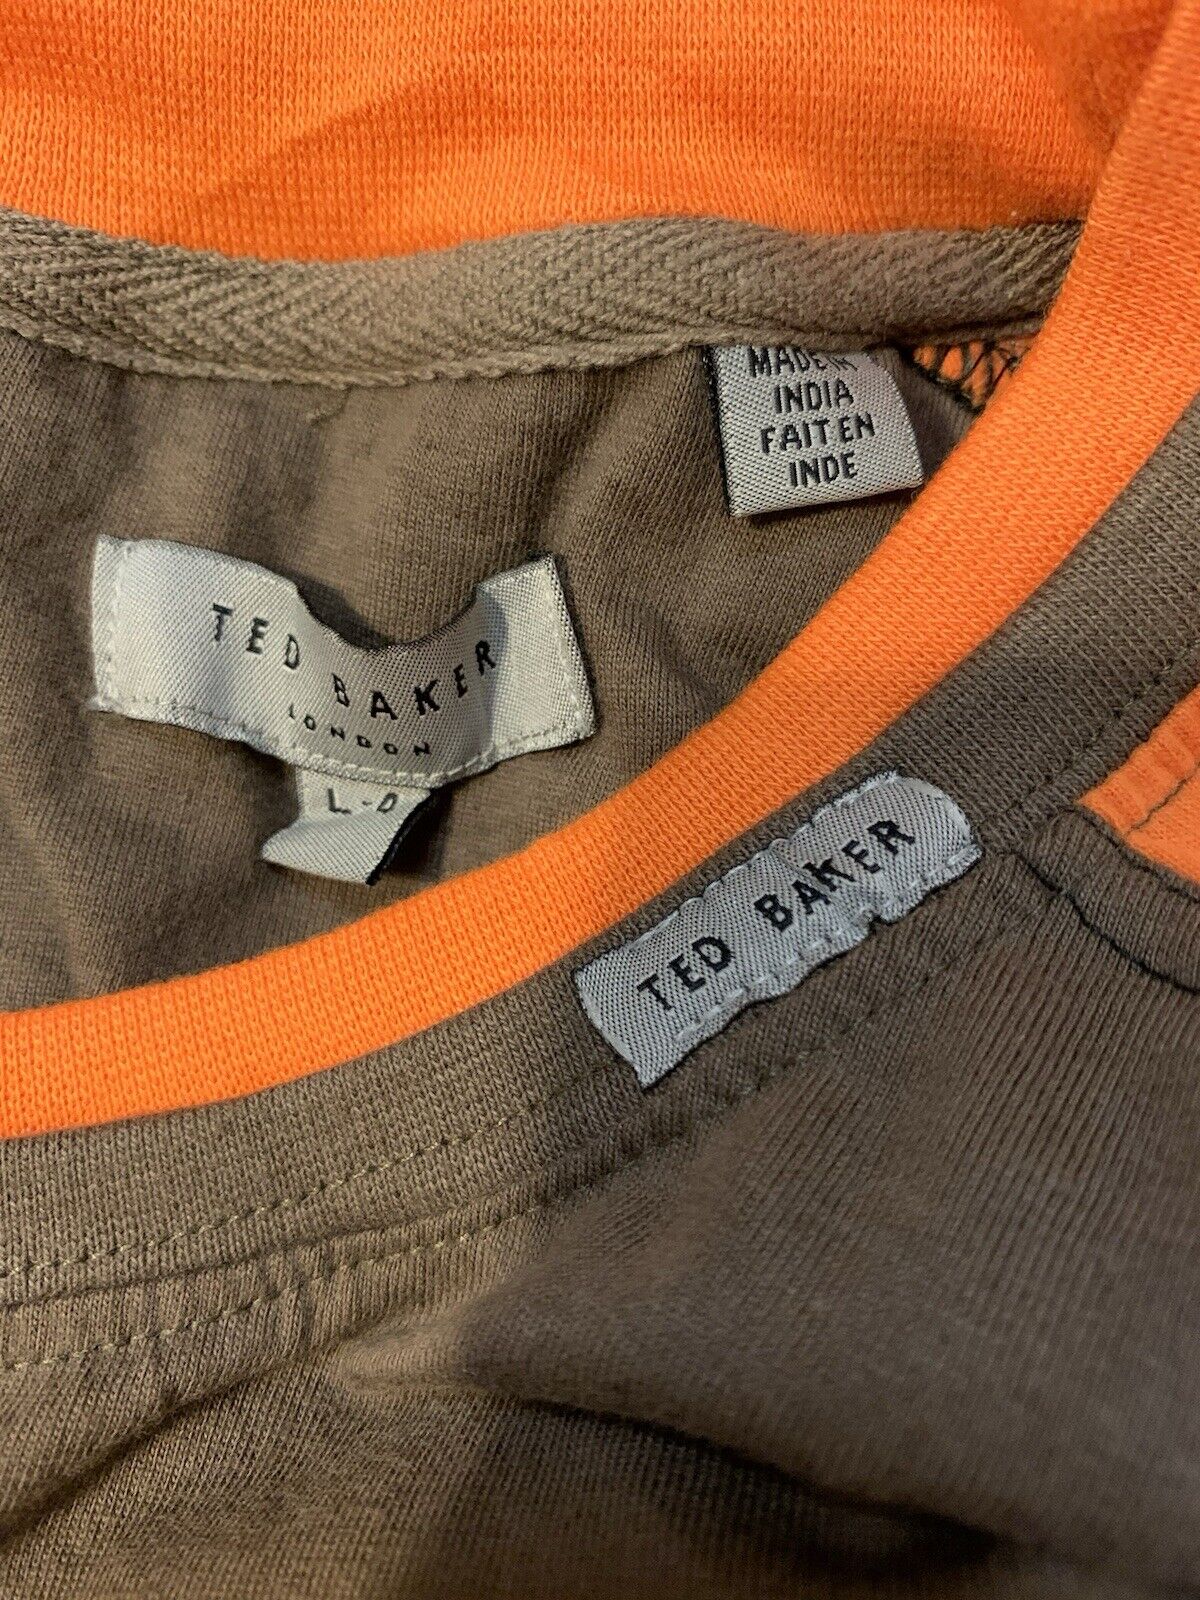 MADE IN
INDIA
FAIT EN
INDE
TED BAKER
LONDON
L-D
TED BAKER